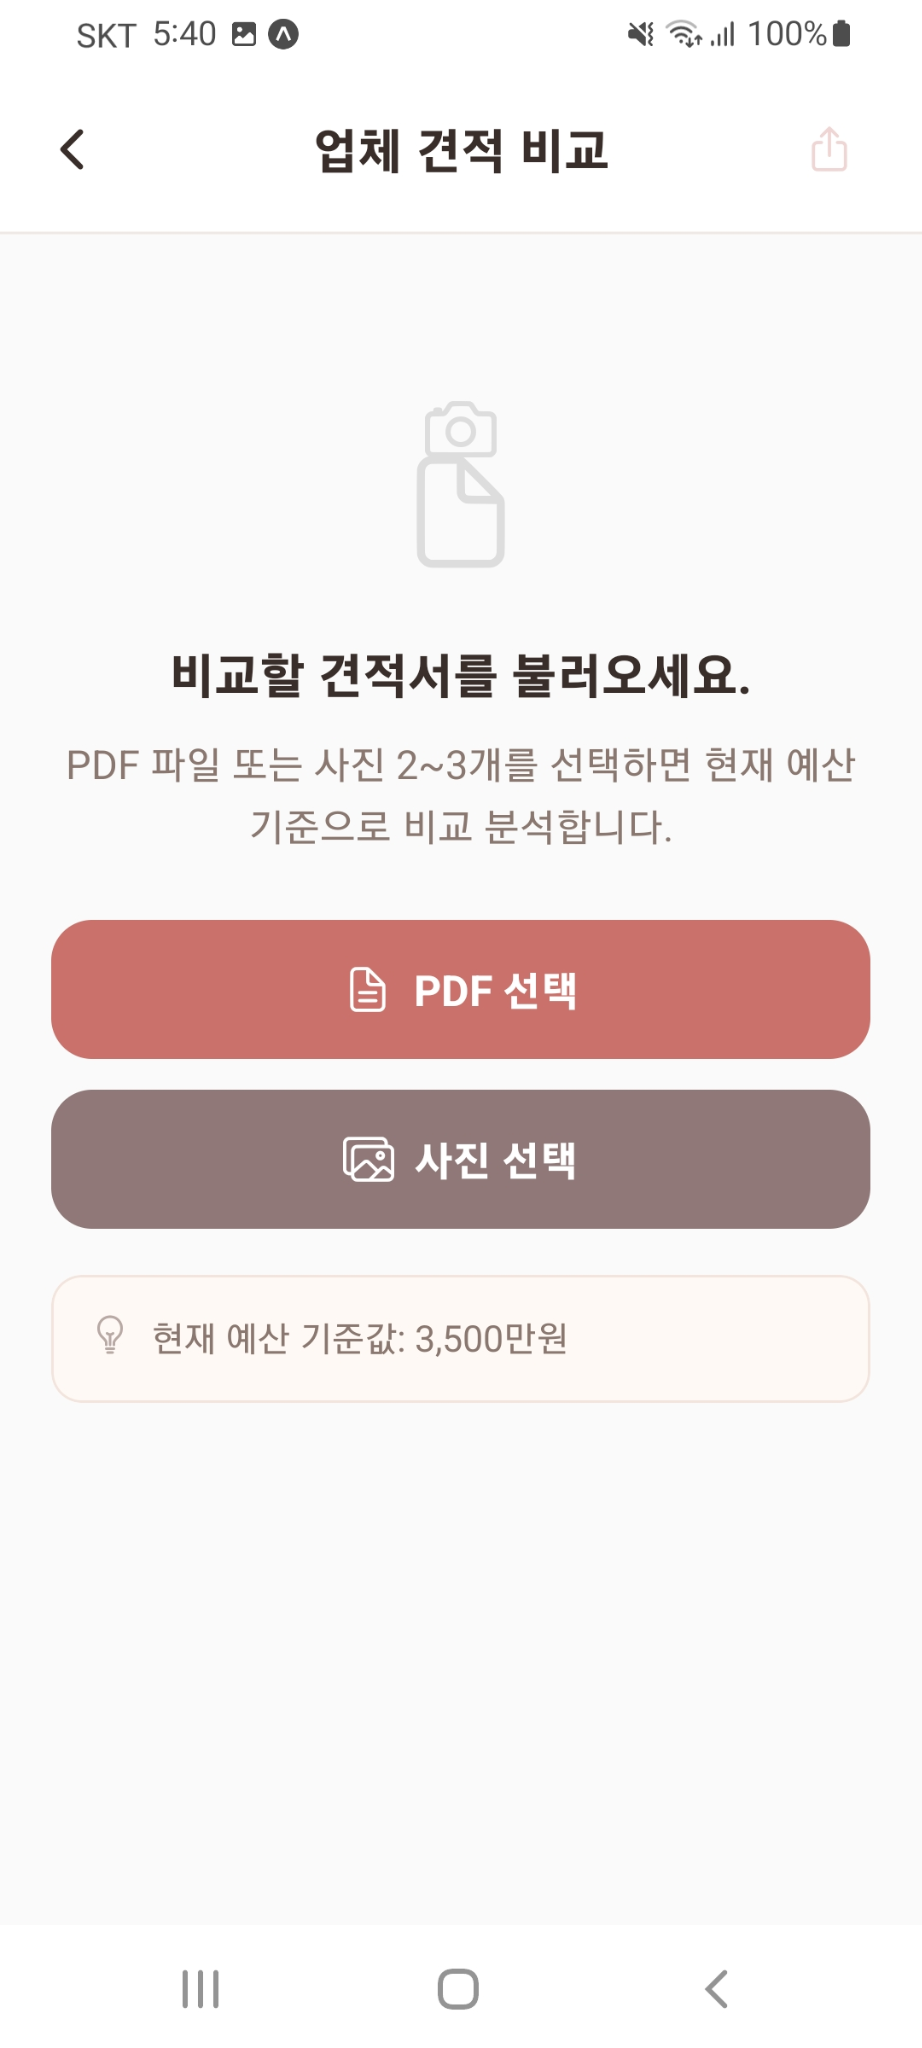 SKT 5:40 100%
업체 견적 비교
비교할 견적서를 불러오세요.
PDF 파일 또는 사진 2~3개를 선택하면 현재 예산
기준으로 비교 분석합니다.
PDF 선택
사진 선택
현재 예산 기준값: 3,500만원